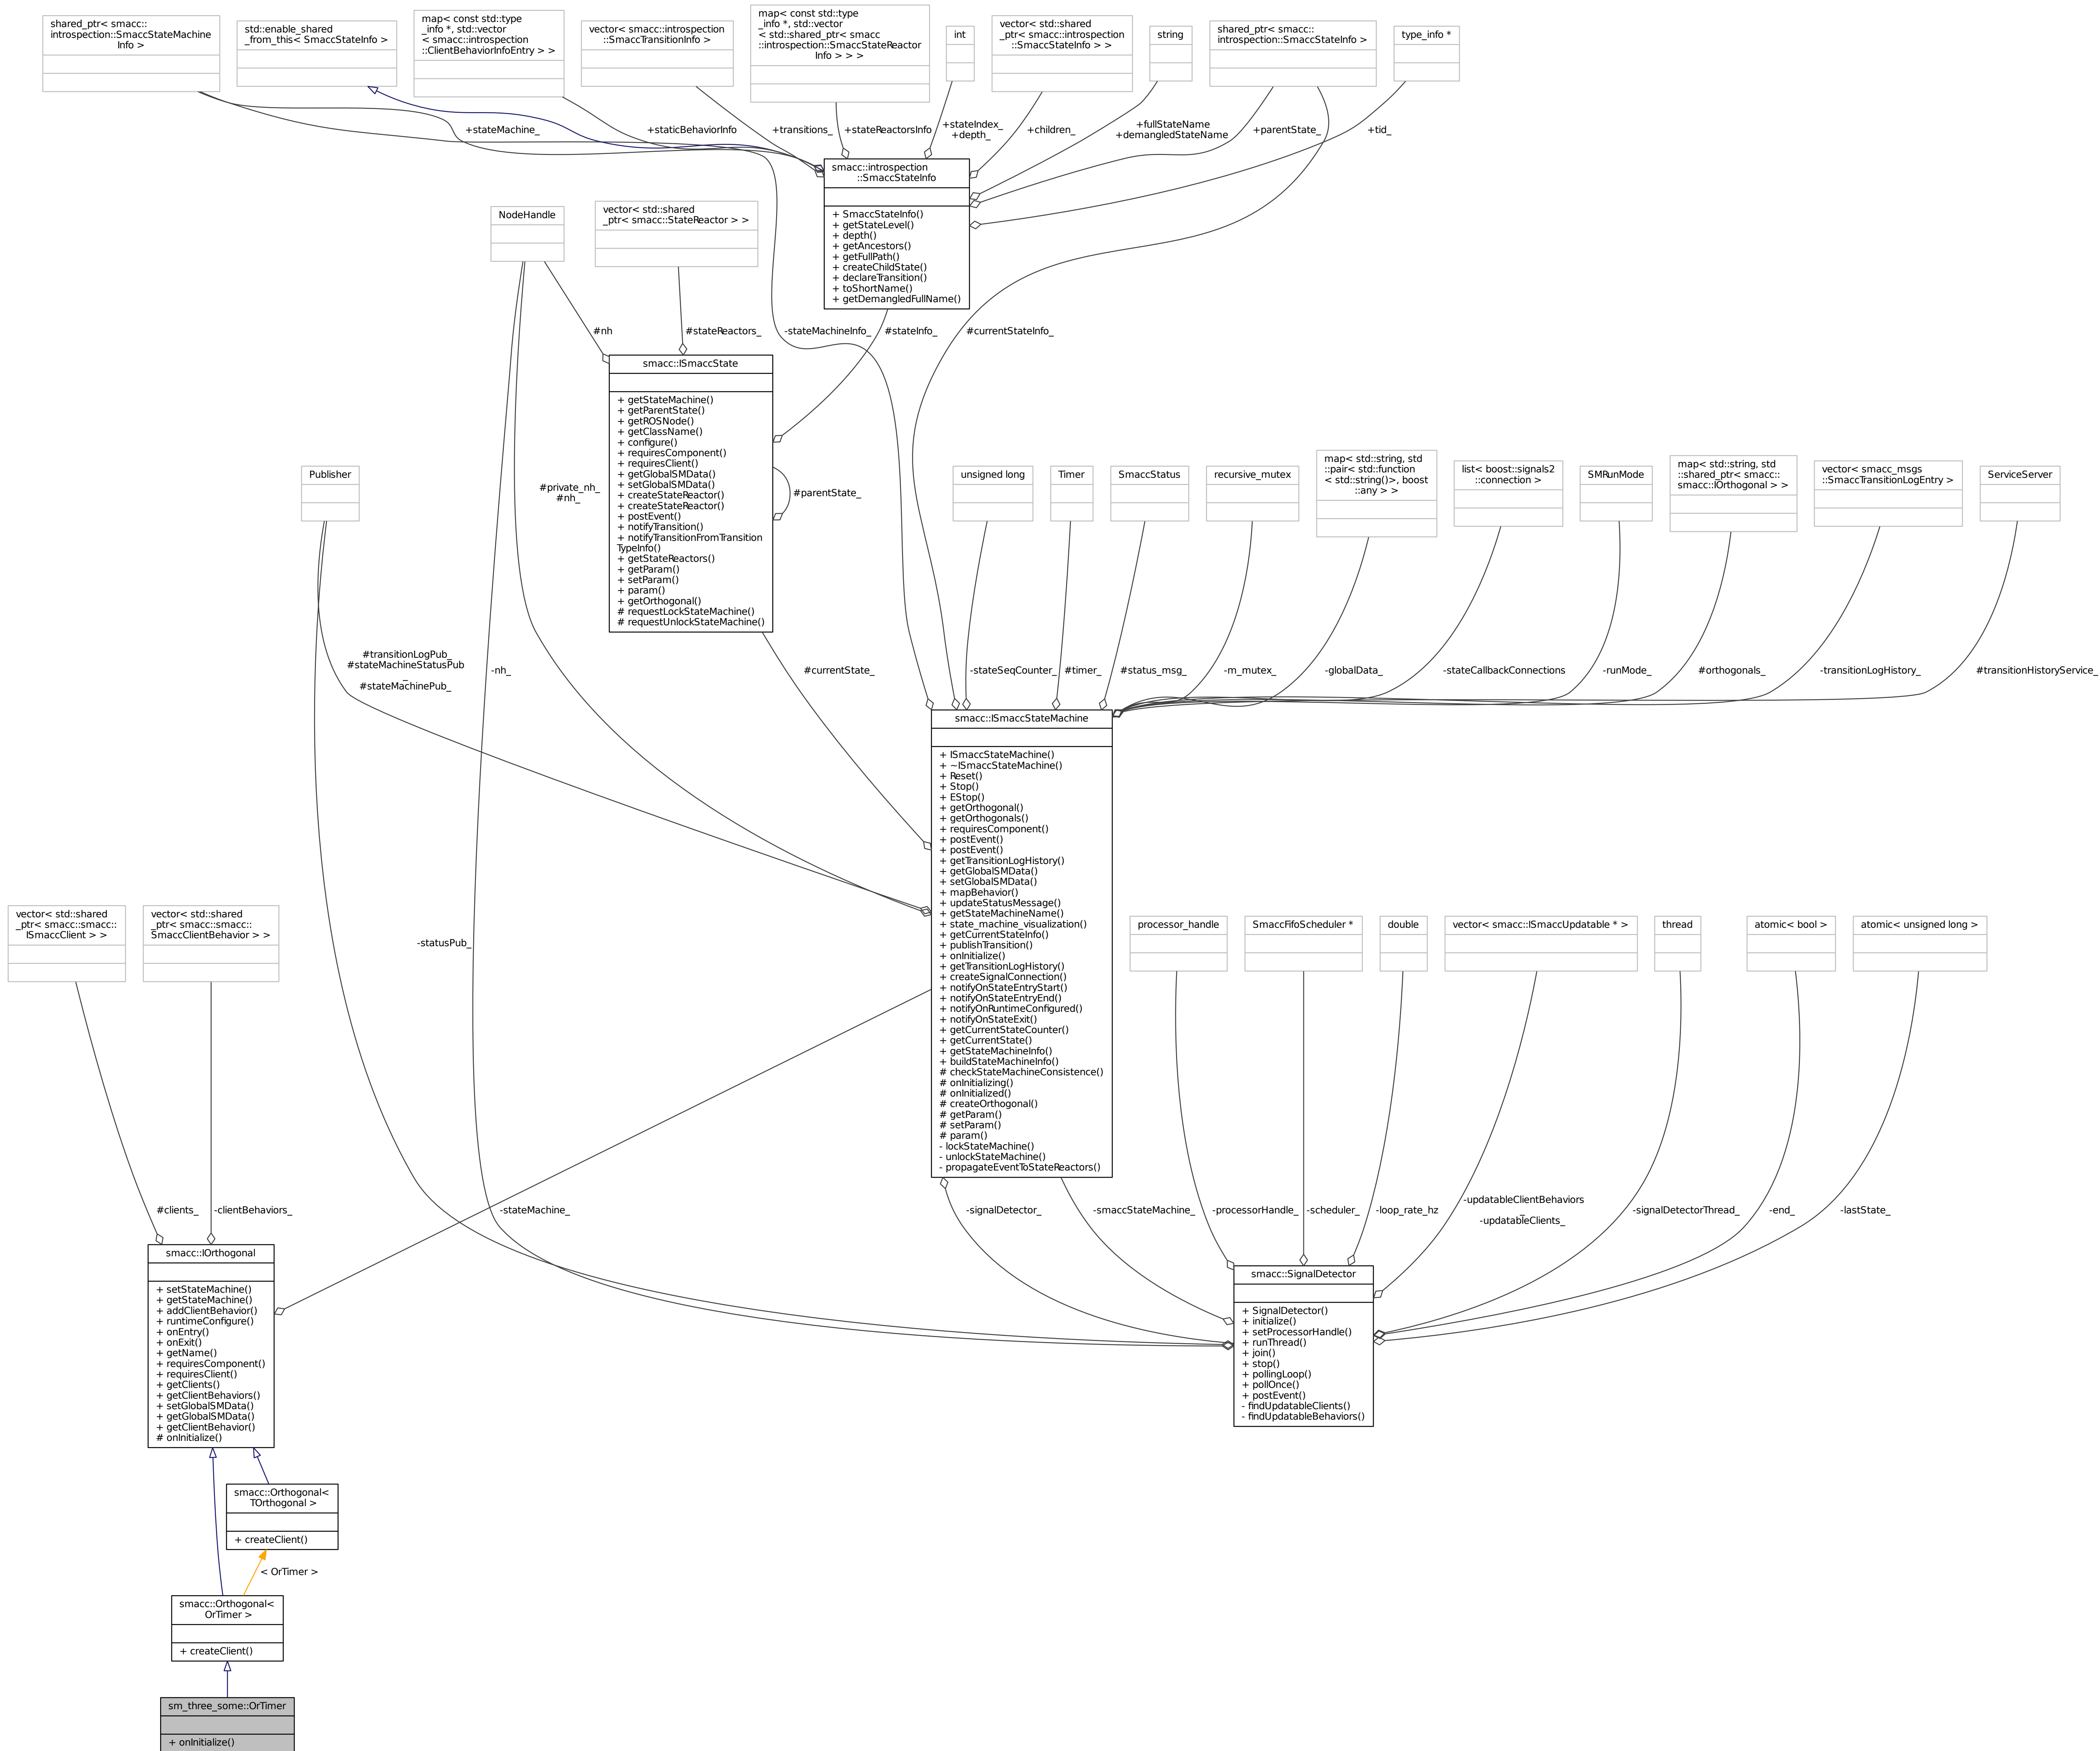 shared_ptr< smacc::
introspection::SmaccStateMachine
Info >
std::enable_shared
_from_this< SmaccStateInfo >
map< const std::type
_info *, std::vector
< smacc::introspection
::ClientBehaviorInfoEntry > >
vector< smacc::introspection
::SmaccTransitionInfo >
map< const std::type
_info *, std::vector
< std::shared_ptr< smacc
::introspection::SmaccStateReactor
Info > > >
int
vector< std::shared
_ptr< smacc::introspection
::SmaccStateInfo > >
string
shared_ptr< smacc::
introspection::SmaccStateInfo >
type_info *
+stateMachine_
+staticBehaviorInfo
+transitions_
+stateReactorsInfo
+stateIndex_
+depth_
+children_
+fullStateName
+demangledStateName
+parentState_
+tid_
smacc::introspection
::SmaccStateInfo
+ SmaccStateInfo()
+ getStateLevel()
+ depth()
+ getAncestors()
+ getFullPath()
+ createChildState()
+ declareTransition()
+ toShortName()
+ getDemangledFullName()
NodeHandle
vector< std::shared
_ptr< smacc::StateReactor > >
#nh
#stateReactors_
-stateMachineInfo_
#stateInfo_
#currentStateInfo_
smacc::ISmaccState
+ getStateMachine()
+ getParentState()
+ getROSNode()
+ getClassName()
+ configure()
+ requiresComponent()
+ requiresClient()
+ getGlobalSMData()
+ setGlobalSMData()
+ createStateReactor()
+ createStateReactor()
+ postEvent()
+ notifyTransition()
+ notifyTransitionFromTransition
TypeInfo()
+ getStateReactors()
+ getParam()
+ setParam()
+ param()
+ getOrthogonal()
# requestLockStateMachine()
# requestUnlockStateMachine()
#parentState_
#private_nh_
#nh_
Publisher
unsigned long
Timer
SmaccStatus
recursive_mutex
map< std::string, std
::pair< std::function
< std::string()>, boost
::any > >
list< boost::signals2
::connection >
SMRunMode
map< std::string, std
::shared_ptr< smacc::
smacc::IOrthogonal > >
vector< smacc_msgs
::SmaccTransitionLogEntry >
ServiceServer
#transitionLogPub_
#stateMachineStatusPub
_
#stateMachinePub_
-nh_
#currentState_
-stateSeqCounter_
#timer_
#status_msg_
-m_mutex_
-globalData_
-stateCallbackConnections
-runMode_
#orthogonals_
-transitionLogHistory_
#transitionHistoryService_
smacc::ISmaccStateMachine
+ ISmaccStateMachine()
+ ~ISmaccStateMachine()
+ Reset()
+ Stop()
+ EStop()
+ getOrthogonal()
+ getOrthogonals()
+ requiresComponent()
+ postEvent()
+ postEvent()
+ getTransitionLogHistory()
+ getGlobalSMData()
+ setGlobalSMData()
+ mapBehavior()
+ updateStatusMessage()
+ getStateMachineName()
+ state_machine_visualization()
+ getCurrentStateInfo()
+ publishTransition()
+ onInitialize()
+ getTransitionLogHistory()
+ createSignalConnection()
+ notifyOnStateEntryStart()
+ notifyOnStateEntryEnd()
+ notifyOnRuntimeConfigured()
+ notifyOnStateExit()
+ getCurrentStateCounter()
+ getCurrentState()
+ getStateMachineInfo()
+ buildStateMachineInfo()
# checkStateMachineConsistence()
# onInitializing()
# onInitialized()
# createOrthogonal()
# getParam()
# setParam()
# param()
- lockStateMachine()
- unlockStateMachine()
- propagateEventToStateReactors()
vector< std::shared
_ptr< smacc::smacc::
ISmaccClient > >
vector< std::shared
_ptr< smacc::smacc::
SmaccClientBehavior > >
-statusPub_
processor_handle
SmaccFifoScheduler *
double
vector< smacc::ISmaccUpdatable * >
thread
atomic< bool >
atomic< unsigned long >
#clients_
-clientBehaviors_
-stateMachine_
-signalDetector_
-smaccStateMachine_
-processorHandle_
-scheduler_
-loop_rate_hz
-updatableClientBehaviors
_
-updatableClients_
-signalDetectorThread_
-end_
-lastState_
smacc::IOrthogonal
+ setStateMachine()
+ getStateMachine()
+ addClientBehavior()
+ runtimeConfigure()
+ onEntry()
+ onExit()
+ getName()
+ requiresComponent()
+ requiresClient()
+ getClients()
+ getClientBehaviors()
+ setGlobalSMData()
+ getGlobalSMData()
+ getClientBehavior()
# onInitialize()
smacc::SignalDetector
+ SignalDetector()
+ initialize()
+ setProcessorHandle()
+ runThread()
+ join()
+ stop()
+ pollingLoop()
+ pollOnce()
+ postEvent()
- findUpdatableClients()
- findUpdatableBehaviors()
smacc::Orthogonal<
TOrthogonal >
+ createClient()
< OrTimer >
smacc::Orthogonal<
OrTimer >
+ createClient()
sm_three_some::OrTimer
+ onInitialize()